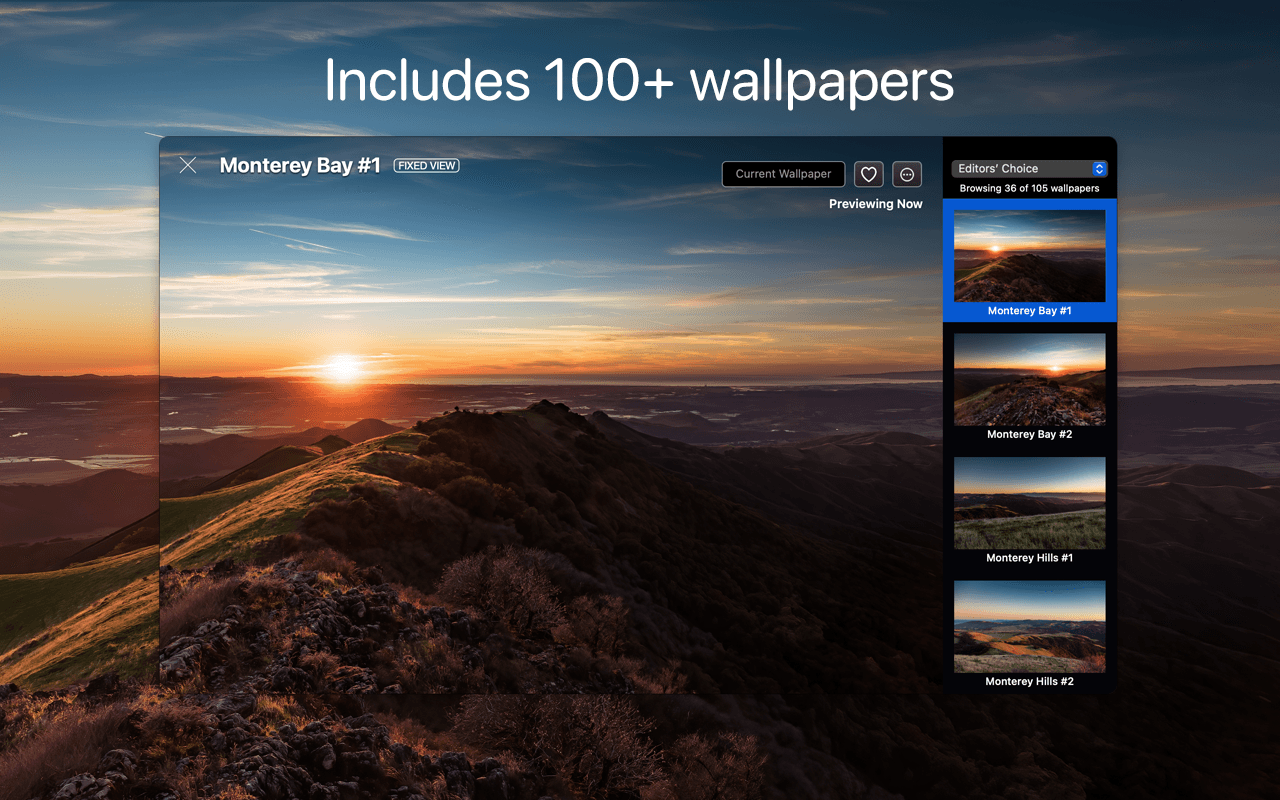 Includes 100+ wallpapers
Monterey Bay #1 FIXED VIEW
Current Wallpaper
Previewing Now
Editors’ Choice
Browsing 36 of 105 wallpapers
Monterey Bay #1
Monterey Bay #2
Monterey Hills #1
Monterey Hills #2